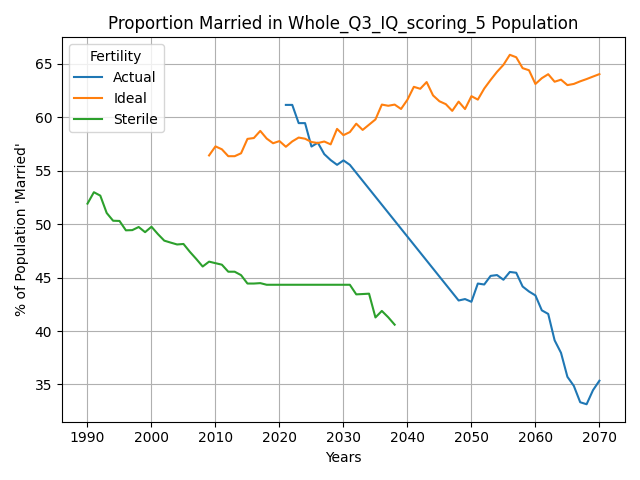 Proportion Married in Whole_Q3_IQ_scoring_5 Population
Fertility
Actual
Ideal
Sterile
% of Population 'Married'
65
60
55
50
45
40
35
1990
2000
2010
2020
2030
2040
2050
2060
2070
Years